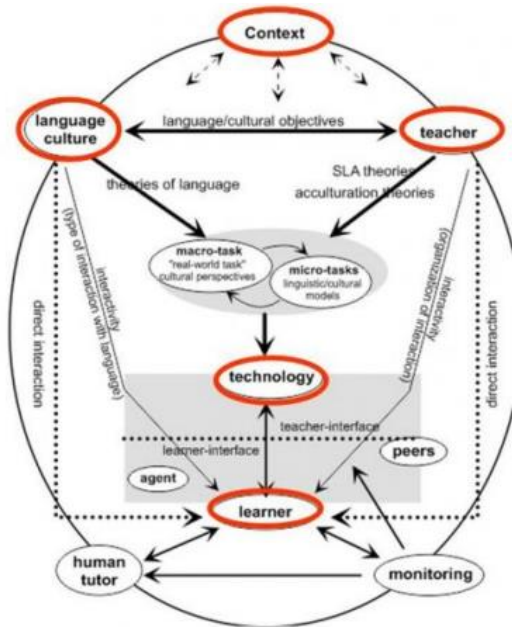 Context
language
culture
language/cultural objectives
teacher
theories of language
SLA theories
acculturation theories
macro-task
"real-world task"
cultural perspectives
micro-tasks
linguistic/cultural
models
interactivity
(type of interaction with language)
interactivity
(organization of interaction)
direct interaction
direct interaction
technology
teacher-interface
learner-interface
peers
agent
learner
human
tutor
monitoring